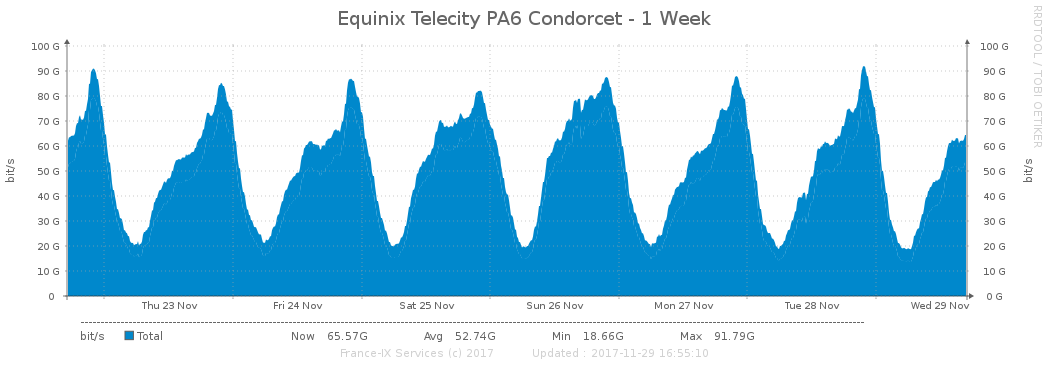 Equinix Telecity PA6 Condorcet - 1 Week
RRDTOOL / TOBI OETIKER
bit/s
100 G
90 G
80 G
70 G
60 G
50 G
40 G
30 G
20 G
10 G
0
100 G
90 G
80 G
70 G
60 G
50 G
40 G
30 G
20 G
10 G
0 G
bit/s
Thu 23 Nov Fri 24 Nov Sat 25 Nov Sun 26 Nov Mon 27 Nov Tue 28 Nov Wed 29 Nov
bit/s Total Now 65.57G Avg 52.74G Min 18.66G Max 91.79G
France-IX Services (c) 2017 Updated : 2017-11-29 16:55:10